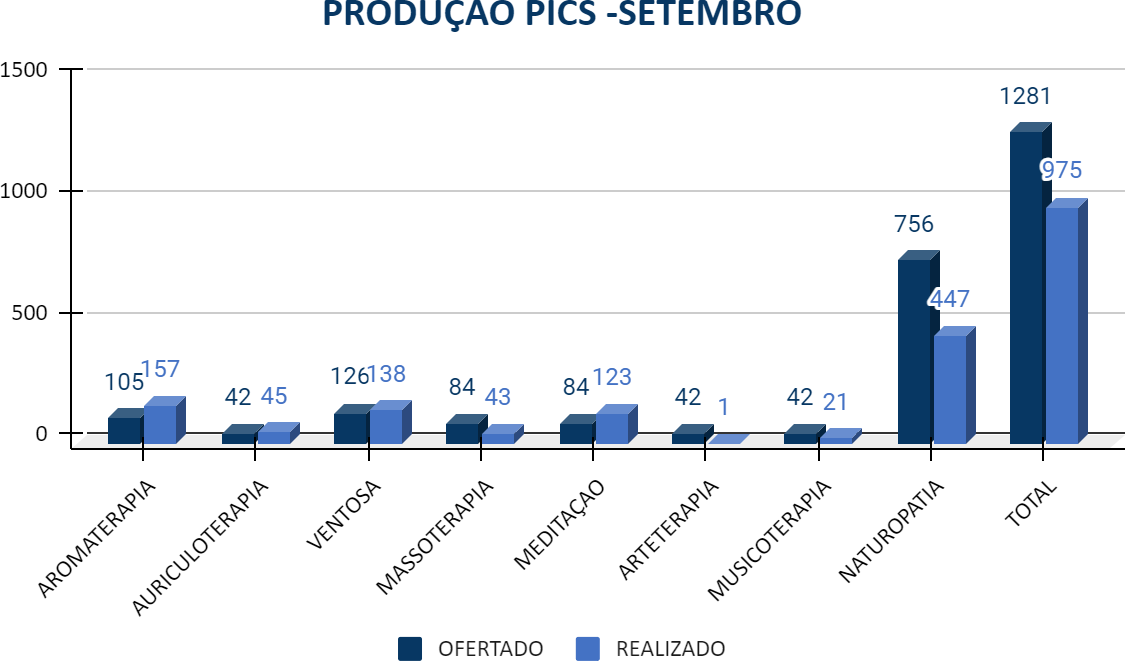 PRODUÇÃO PICS -SETEMBRO
1500
1000
500
0
105
157
42
45
126
138
84
43
84
123
42
1
42
21
756
447
1281
975
AROMATERAPIA
AURICULOTERAPIA
VENTOSA
MASSOTERAPIA
MEDITAÇAO
ARTETERAPIA
MUSICOTERAPIA
NATUROPATIA
TOTAL
OFERTADO
REALIZADO